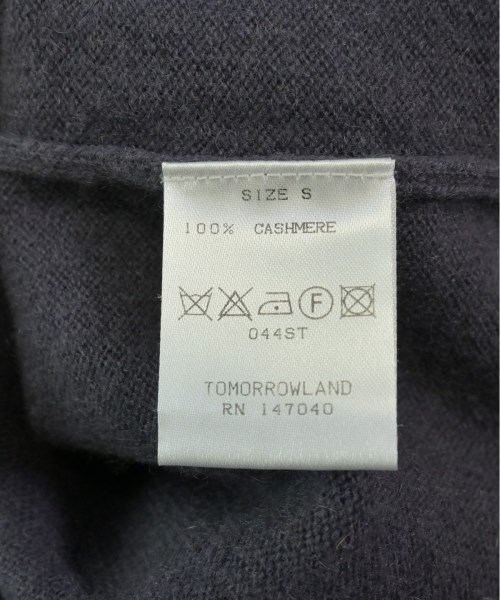 SIZE S
100% CASHMERE
F
044ST
TOMORROWLAND
RN 147040